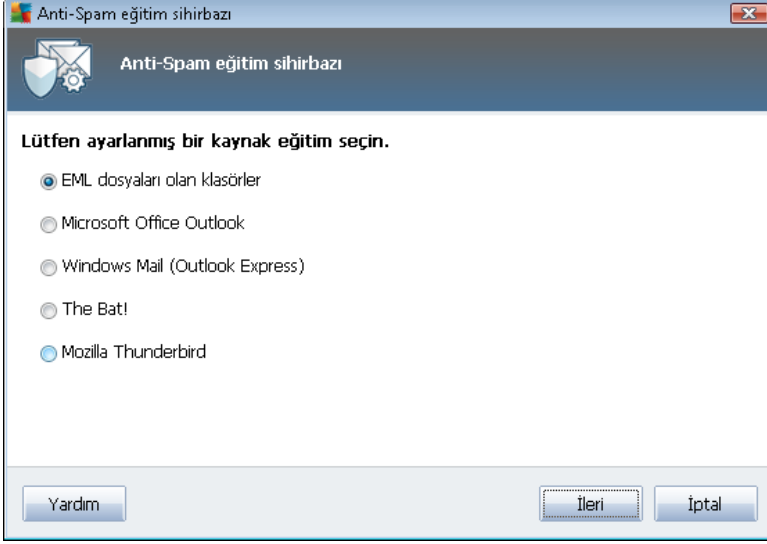 Anti-Spam eğitim sihirbazı
Anti-Spam eğitim sihirbazı
Lütfen ayarlanmış bir kaynak eğitim seçin.
EML dosyaları olan klasörler
Microsoft Office Outlook
Windows Mail (Outlook Express)
The Bat!
Mozilla Thunderbird
Yardım
İleri
İptal